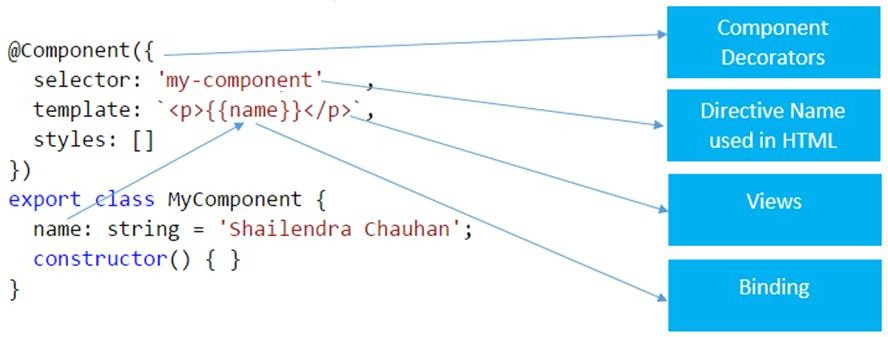 @Component({
selector: 'my-component' ,
template: `<p>{{name}}</p>`,
styles: []
})
export class MyComponent {
name: string = 'Shailendra Chauhan';
constructor() { }
}
Component
Decorators
Directive Name
used in HTML
Views
Binding